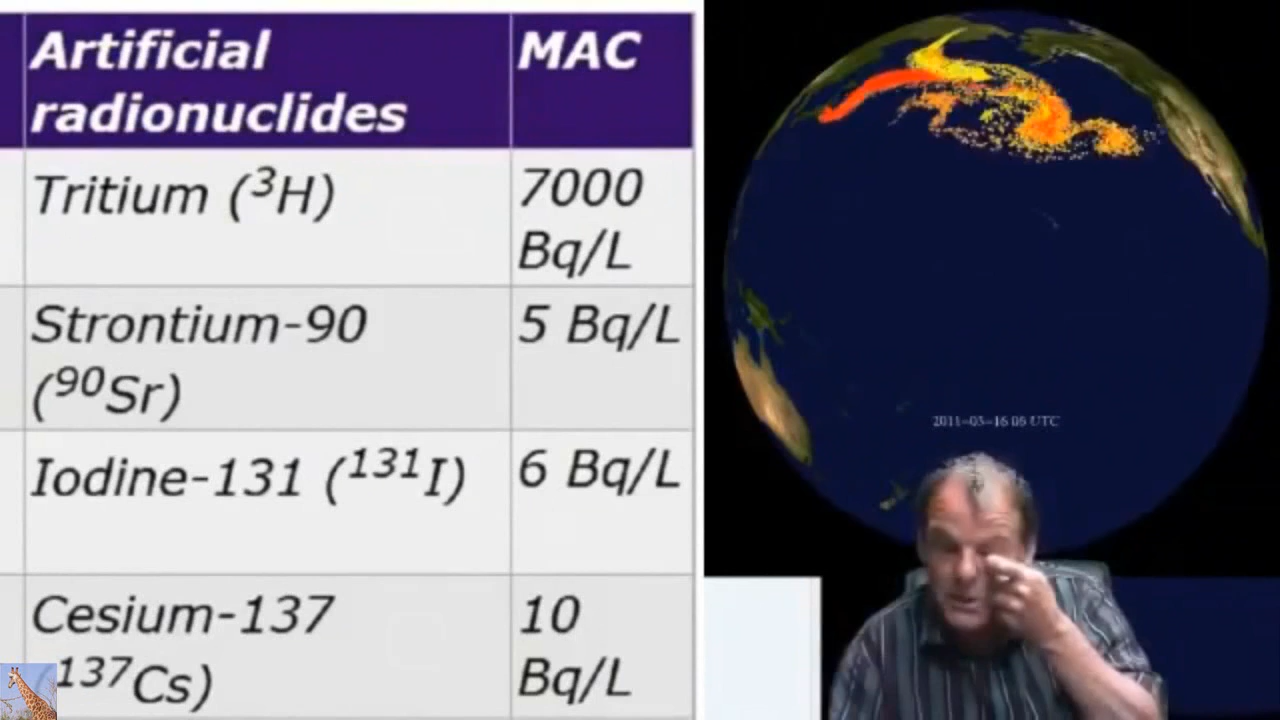 Artificial
radionuclides
MAC
Tritium (³H)
7000
Bq/L
Strontium-90
(⁹⁰Sr)
5 Bq/L
Iodine-131 (¹³¹I)
6 Bq/L
Cesium-137
¹³⁷Cs)
10
Bq/L
2011-03-16 06 UTC